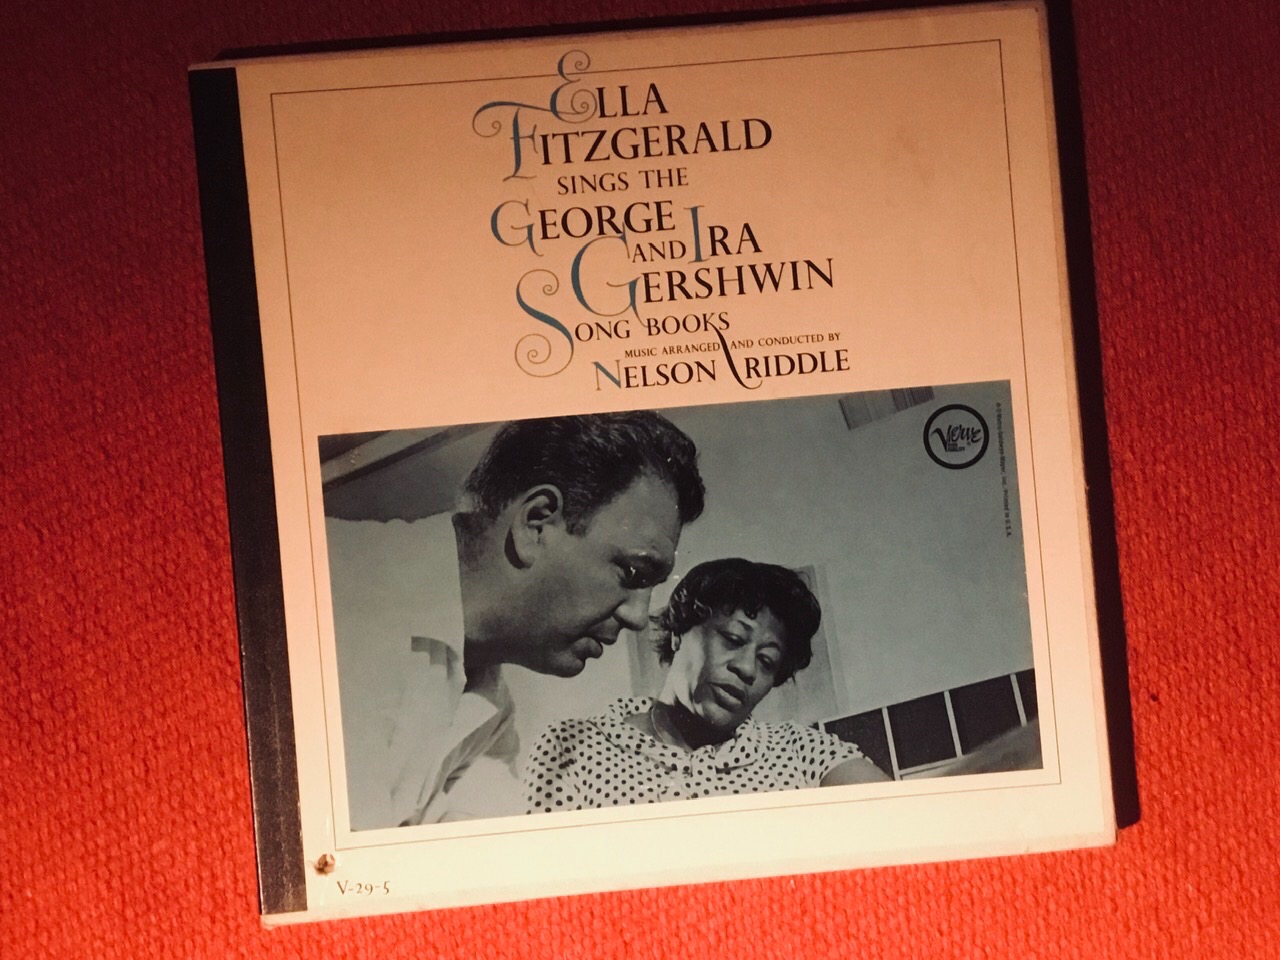 ELLA
FITZGERALD
SINGS THE
GEORGE
AND IRA
GERSHWIN
SONG BOOKS
MUSIC ARRANGED AND CONDUCTED BY
NELSON RIDDLE
Verve
V-29-5